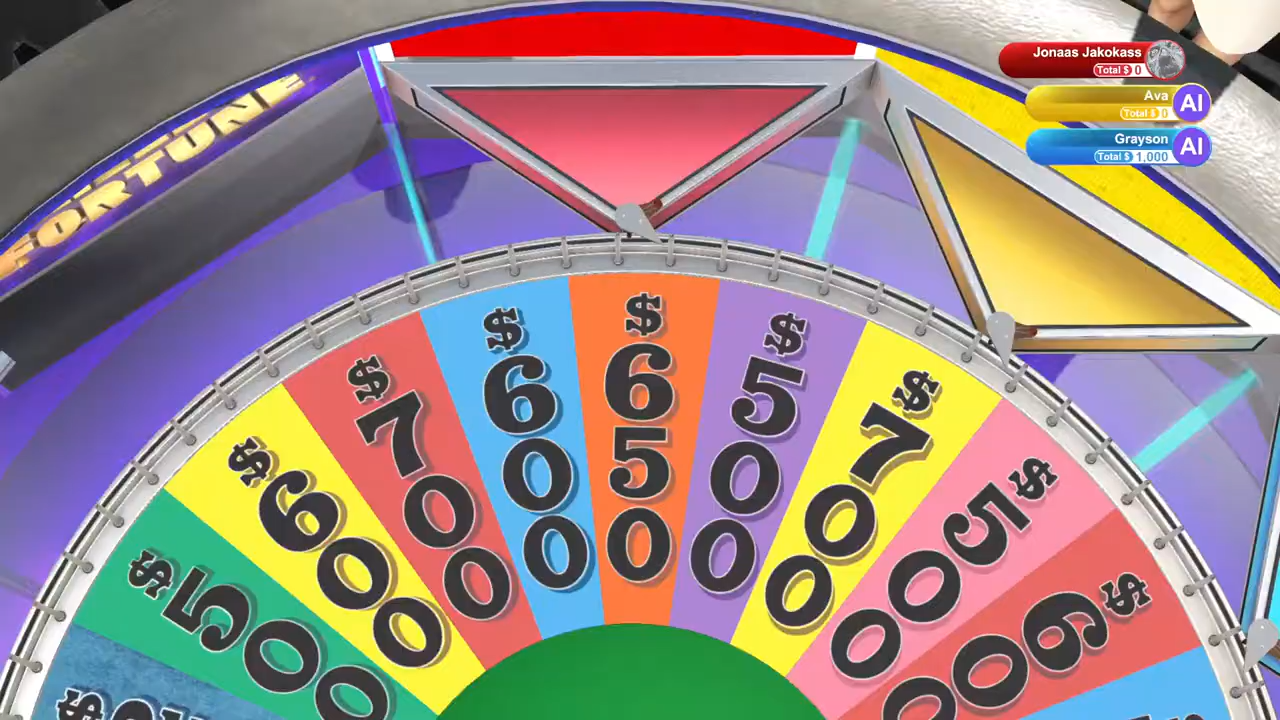 FORTUNE
Jonaas Jakokass
Total $ 0
Ava
Total $ 0
AI
Grayson
Total $ 1,000
AI
$500
$600
$700
$600
$650
$500
$700
$500
$600
$